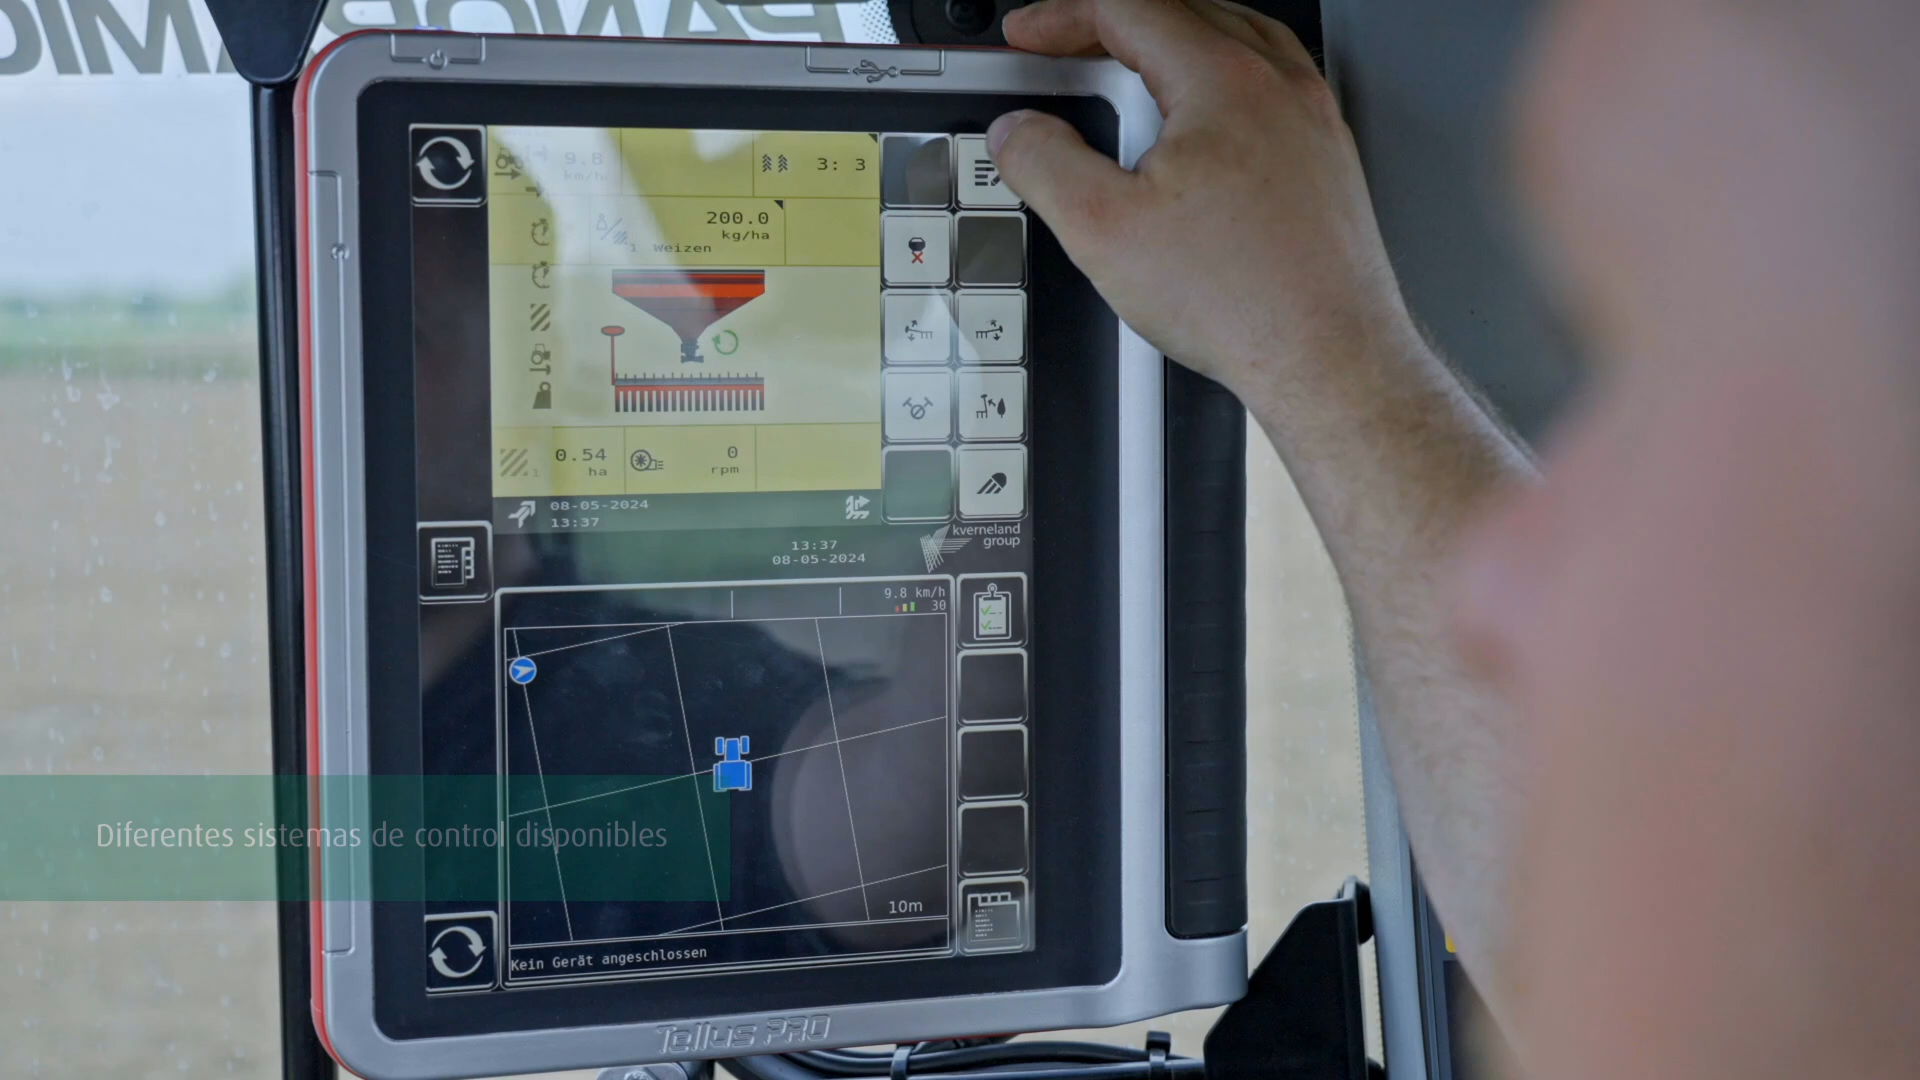 PANORAMIC
9.8
km/h
3: 3
200.0
kg/ha
1 Weizen
0.54
ha
1
0
rpm
08-05-2024
13:37
kverneland
group
13:37
08-05-2024
9.8 km/h
30
10m
Kein Gerät angeschlossen
Diferentes sistemas de control disponibles
Tellus PRO